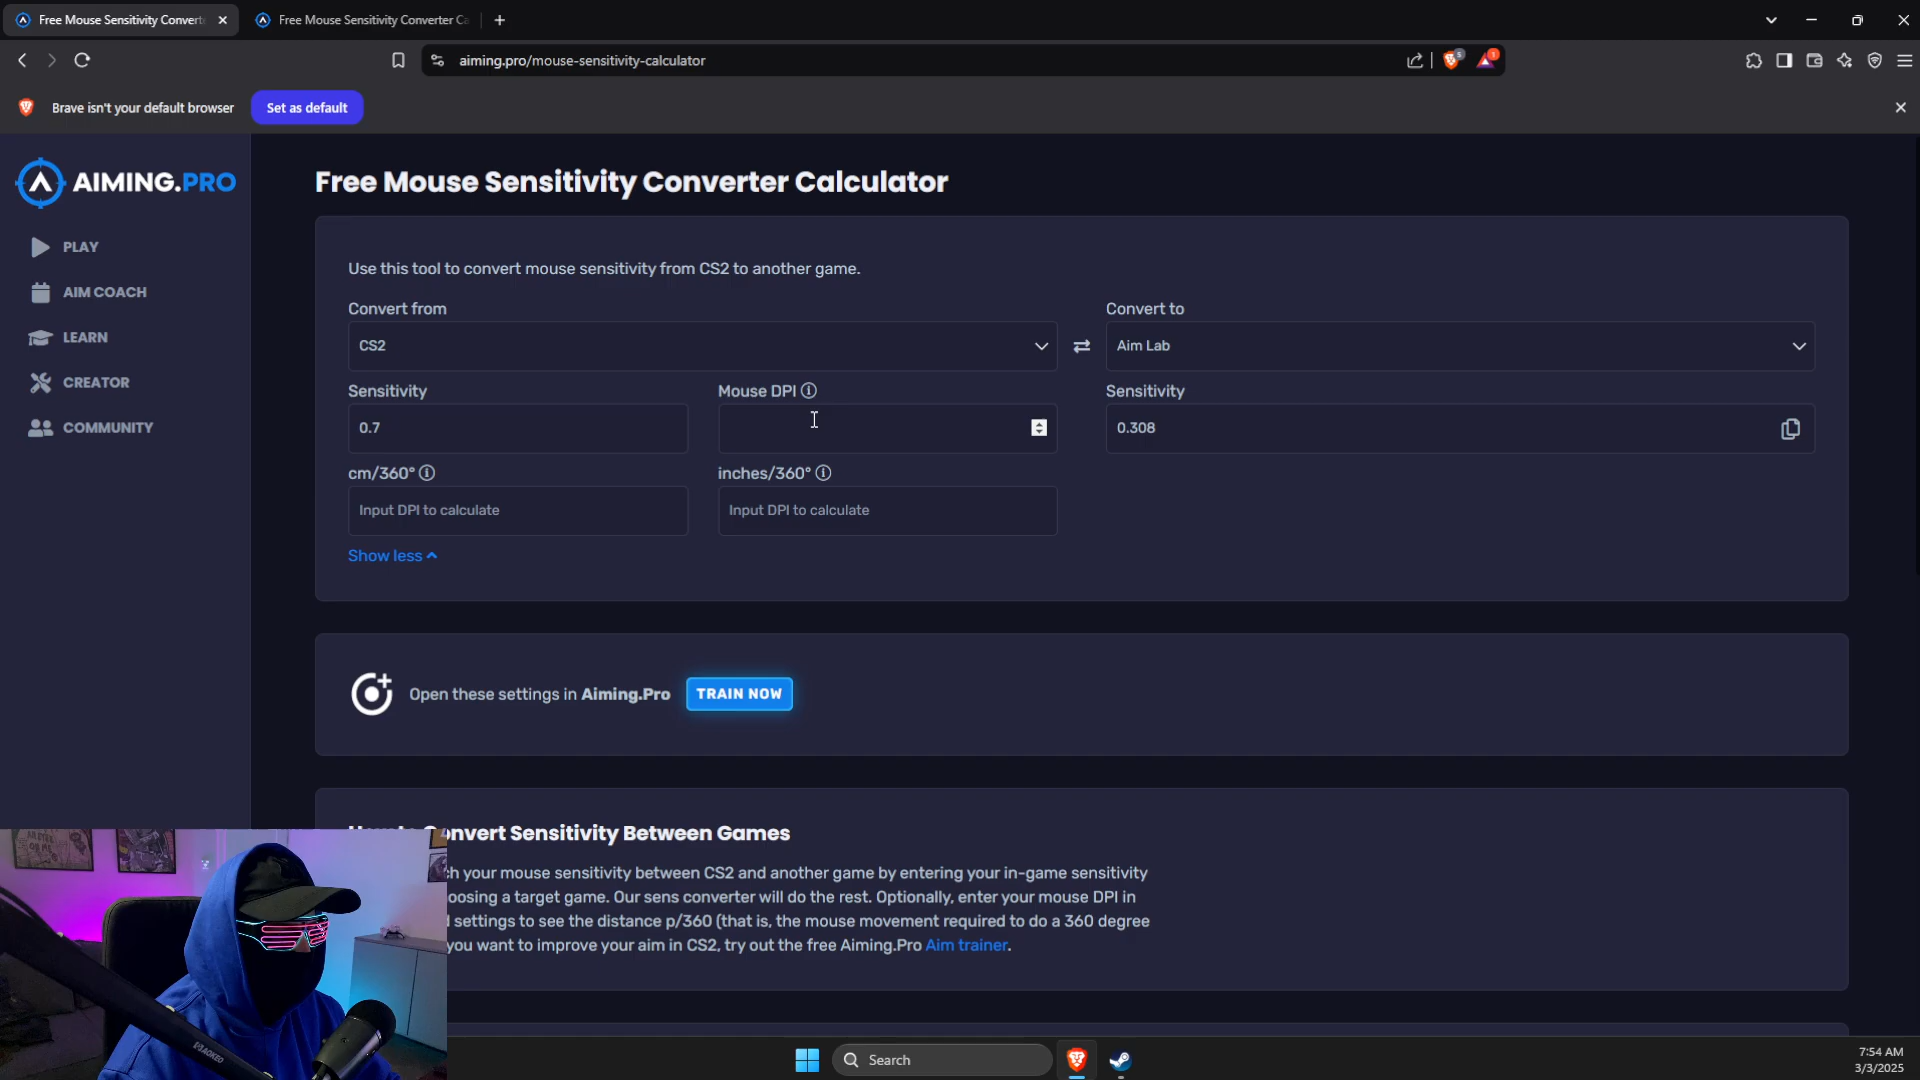 Free Mouse Sensitivity Convert
Free Mouse Sensitivity Converter Ca
aiming.pro/mouse-sensitivity-calculator
5
1
Brave isn't your default browser
Set as default
AIMING.PRO
PLAY
AIM COACH
LEARN
CREATOR
COMMUNITY
Free Mouse Sensitivity Converter Calculator
Use this tool to convert mouse sensitivity from CS2 to another game.
Convert from
Convert to
CS2
Aim Lab
Sensitivity
Mouse DPI
Sensitivity
0.7
0.308
cm/360°
inches/360°
Input DPI to calculate
Input DPI to calculate
Show less
Open these settings in Aiming.Pro
TRAIN NOW
Convert Sensitivity Between Games
your mouse sensitivity between CS2 and another game by entering your in-game sensitivity
oosing a target game. Our sens converter will do the rest. Optionally, enter your mouse DPI in
settings to see the distance p/360 (that is, the mouse movement required to do a 360 degree
you want to improve your aim in CS2, try out the free Aiming.Pro Aim trainer.
MAONO
Search
7:54 AM
3/3/2025